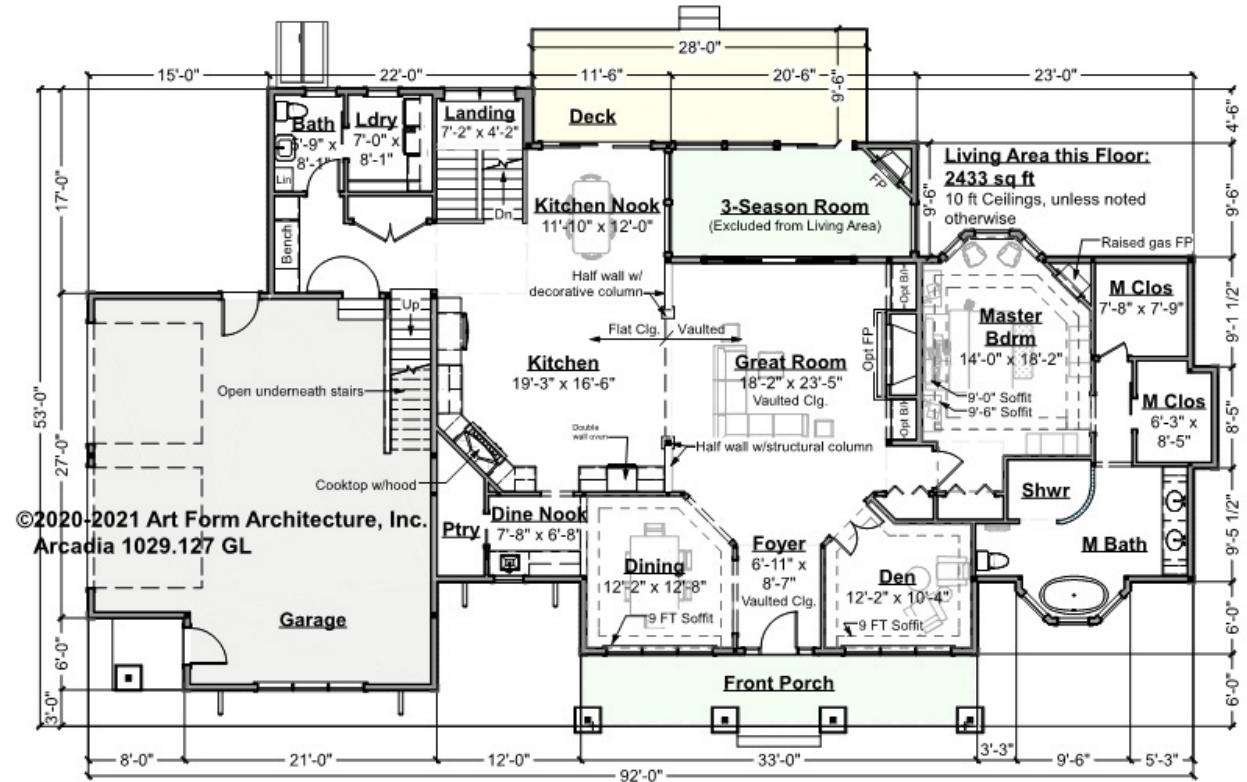 28'-0"
15'-0"
22'-0"
11'-6"
20'-6"
23'-0"
9'-6"
4'-6"
Deck
Bath
5'-9" x
8'-1"
Lin
Ldry
7'-0" x
8'-1"
Landing
7'-2" x 4'-2"
Dn
Kitchen Nook
11'-10" x 12'-0"
3-Season Room
(Excluded from Living Area)
FP
9'-6"
Living Area this Floor:
2433 sq ft
10 ft Ceilings, unless noted
otherwise
9'-6"
17'-0"
53'-0"
Bench
Half wall w/
decorative column
Raised gas FP
Opt B/I
M Clos
7'-8" x 7'-9"
9'-1 1/2"
Up
Flat Clg.
Vaulted
Kitchen
19'-3" x 16'-6"
Great Room
18'-2" x 23'-5"
Vaulted Clg.
Opt FP
Opt B/I
Master
Bdrm
14'-0" x 18'-2"
9'-0" Soffit
9'-6" Soffit
M Clos
6'-3" x
8'-5"
8'-5"
Open underneath stairs
27'-0"
Double
wall oven
Half wall w/structural column
Cooktop w/hood
Shwr
©2020-2021 Art Form Architecture, Inc.
Arcadia 1029.127 GL
Ptry
Dine Nook
7'-8" x 6'-8"
Dining
12'-2" x 12'-8"
9 FT Soffit
Foyer
6'-11" x
8'-7"
Vaulted Clg.
Den
12'-2" x 10'-4"
9 FT Soffit
M Bath
9'-5 1/2"
Garage
6'-0"
6'-0"
3'-0"
Front Porch
6'-0"
8'-0"
21'-0"
12'-0"
33'-0"
3'-3"
9'-6"
5'-3"
92'-0"